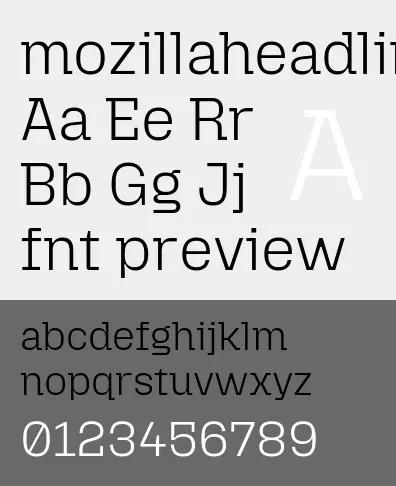 mozillaheadli
Aa Ee Rr
A
Bb Gg Jj
fnt preview
abcdefghijklm
nopqrstuvwxyz
0123456789